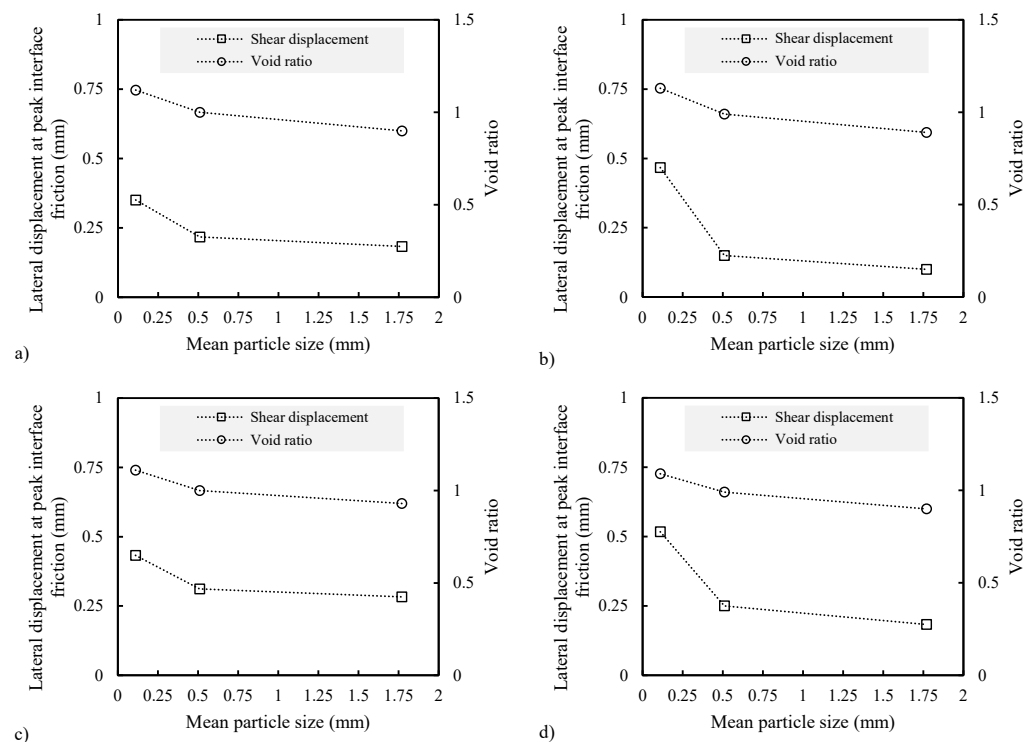 1
0.75
0.5
0.25
0
1.5
1
0.5
0
Shear displacement
Void ratio
Lateral displacement at peak interface
friction (mm)
Void ratio
0 0.25 0.5 0.75 1 1.25 1.5 1.75 2
Mean particle size (mm)
a)
1
0.75
0.5
0.25
0
1.5
1
0.5
0
Shear displacement
Void ratio
Lateral displacement at peak interface
friction (mm)
Void ratio
0 0.25 0.5 0.75 1 1.25 1.5 1.75 2
Mean particle size (mm)
b)
1
0.75
0.5
0.25
0
1.5
1
0.5
0
Shear displacement
Void ratio
Lateral displacement at peak interface
friction (mm)
Void ratio
0 0.25 0.5 0.75 1 1.25 1.5 1.75 2
Mean particle size (mm)
c)
1
0.75
0.5
0.25
0
1.5
1
0.5
0
Shear displacement
Void ratio
Lateral displacement at peak interface
friction (mm)
Void ratio
0 0.25 0.5 0.75 1 1.25 1.5 1.75 2
Mean particle size (mm)
d)